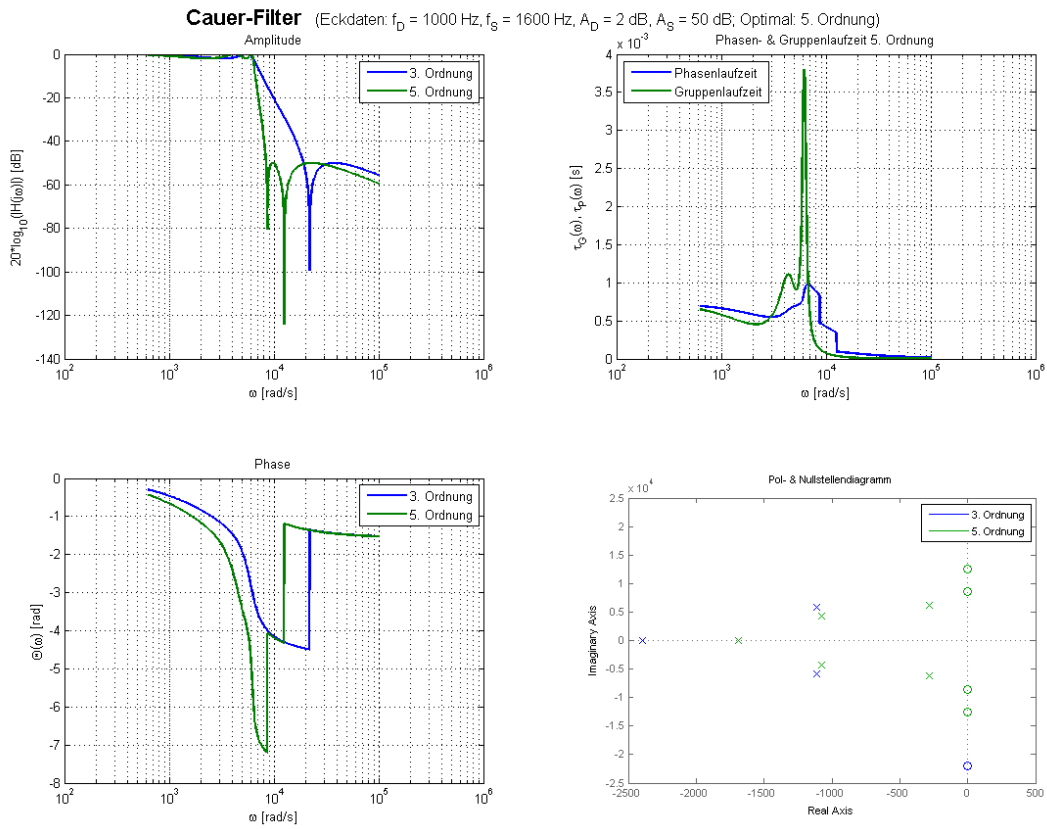 Cauer-Filter (Eckdaten: f_D = 1000 Hz, f_S = 1600 Hz, A_D = 2 dB, A_S = 50 dB; Optimal: 5. Ordnung)
Amplitude
3. Ordnung
5. Ordnung
0
-20
-40
-60
-80
-100
-120
-140
20*log_10(|H(jω)|) [dB]
10^2
10^3
10^4
10^5
10^6
ω [rad/s]
Phasen- & Gruppenlaufzeit 5. Ordnung
x 10^-3
Phasenlaufzeit
Gruppenlaufzeit
4
3.5
3
2.5
2
1.5
1
0.5
0
τ_G(ω), τ_P(ω) [s]
10^2
10^3
10^4
10^5
10^6
ω [rad/s]
Phase
3. Ordnung
5. Ordnung
0
-1
-2
-3
-4
-5
-6
-7
-8
Θ(ω) [rad]
10^2
10^3
10^4
10^5
10^6
ω [rad/s]
Pol- & Nullstellendiagramm
x 10^4
3. Ordnung
5. Ordnung
2.5
2
1.5
1
0.5
0
-0.5
-1
-1.5
-2
-2.5
Imaginary Axis
-2500
-2000
-1500
-1000
-500
0
500
Real Axis